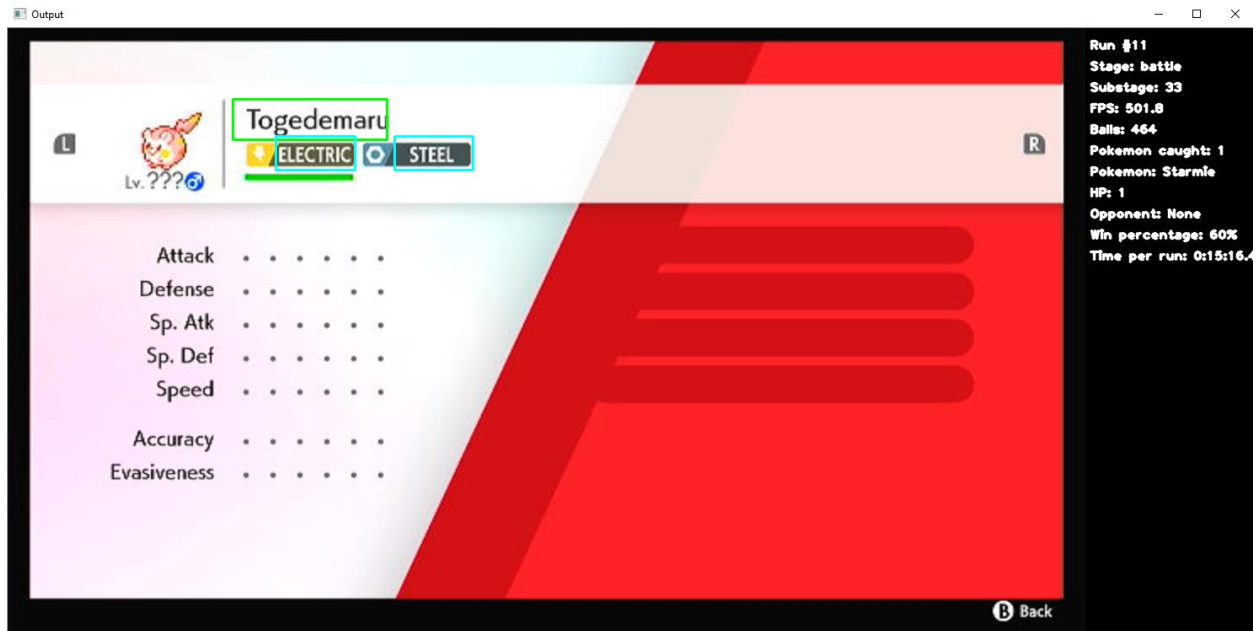 Output
L
Togedemaru
ELECTRIC STEEL
Lv.???♂
R
Attack
Defense
Sp. Atk
Sp. Def
Speed
Accuracy
Evasiveness
B Back
Run #11
Stage: battle
Substage: 33
FPS: 501.8
Balls: 464
Pokemon caught: 1
Pokemon: Starmie
HP: 1
Opponent: None
Win percentage: 60%
Time per run: 0:15:16.4